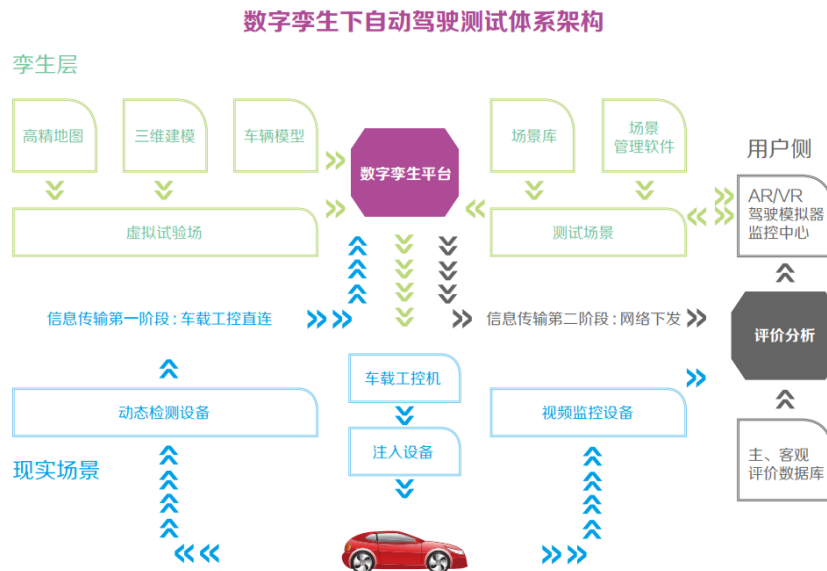 数字孪生下自动驾驶测试体系架构
孪生层
高精地图
三维建模
车辆模型
数字孪生平台
场景库
场景
管理软件
用户侧
虚拟试验场
测试场景
AR/VR
驾驶模拟器
监控中心
信息传输第一阶段：车载工控直连
信息传输第二阶段：网络下发
评价分析
车载工控机
动态检测设备
视频监控设备
注入设备
现实场景
主、客观
评价数据库